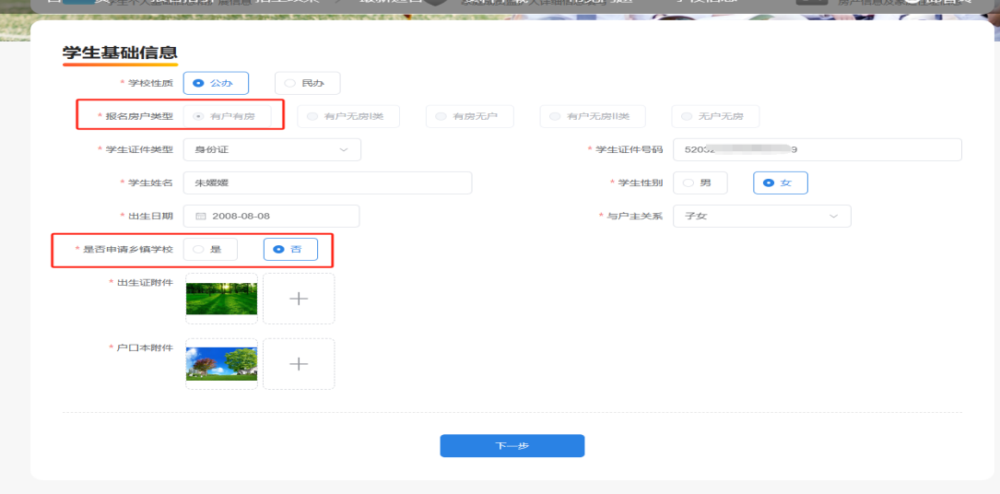 学生基础信息
* 学校性质 公办 民办
* 报名房户类型 有户有房 有户无房I类 有房无户 有户无房II类 无户无房
* 学生证件类型 身份证 * 学生证件号码 5203 9
* 学生姓名 朱媛媛 * 学生性别 男 女
* 出生日期 2008-08-08 * 与户主关系 子女
* 是否申请乡镇学校 是 否
* 出生证附件
* 户口本附件
下一步